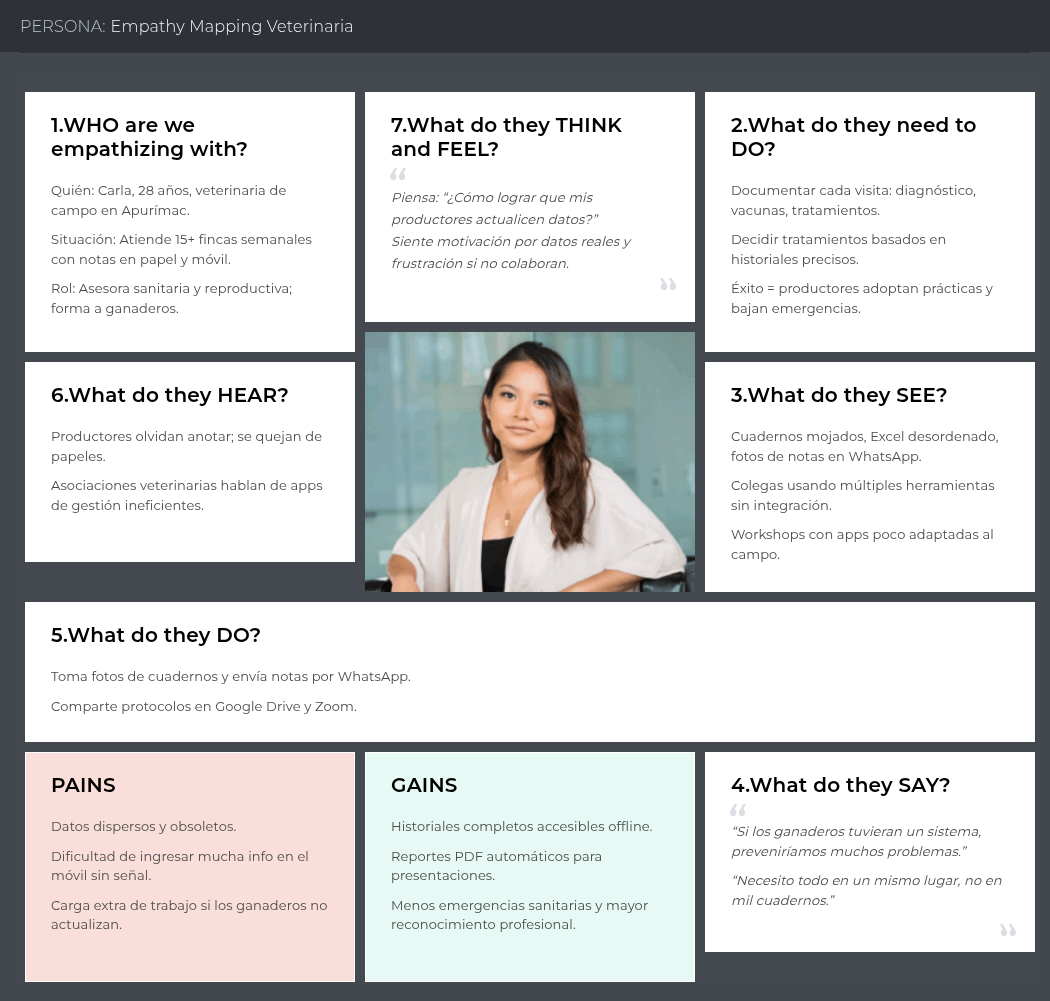 PERSONA: Empathy Mapping Veterinaria
1.WHO are we
empathizing with?
Quién: Carla, 28 años, veterinaria de
campo en Apurímac.
Situación: Atiende 15+ fincas semanales
con notas en papel y móvil.
Rol: Asesora sanitaria y reproductiva;
forma a ganaderos.
7.What do they THINK
and FEEL?
“
Piensa: “¿Cómo lograr que mis
productores actualicen datos?”
Siente motivación por datos reales y
frustración si no colaboran.
”
2.What do they need to
DO?
Documentar cada visita: diagnóstico,
vacunas, tratamientos.
Decidir tratamientos basados en
historiales precisos.
Éxito = productores adoptan prácticas y
bajan emergencias.
6.What do they HEAR?
Productores olvidan anotar; se quejan de
papeles.
Asociaciones veterinarias hablan de apps
de gestión ineficientes.
3.What do they SEE?
Cuadernos mojados, Excel desordenado,
fotos de notas en WhatsApp.
Colegas usando múltiples herramientas
sin integración.
Workshops con apps poco adaptadas al
campo.
5.What do they DO?
Toma fotos de cuadernos y envía notas por WhatsApp.
Comparte protocolos en Google Drive y Zoom.
PAINS
Datos dispersos y obsoletos.
Dificultad de ingresar mucha info en el
móvil sin señal.
Carga extra de trabajo si los ganaderos no
actualizan.
GAINS
Historiales completos accesibles offline.
Reportes PDF automáticos para
presentaciones.
Menos emergencias sanitarias y mayor
reconocimiento profesional.
4.What do they SAY?
“
“Si los ganaderos tuvieran un sistema,
preveniríamos muchos problemas.”
“Necesito todo en un mismo lugar, no en
mil cuadernos.”
”